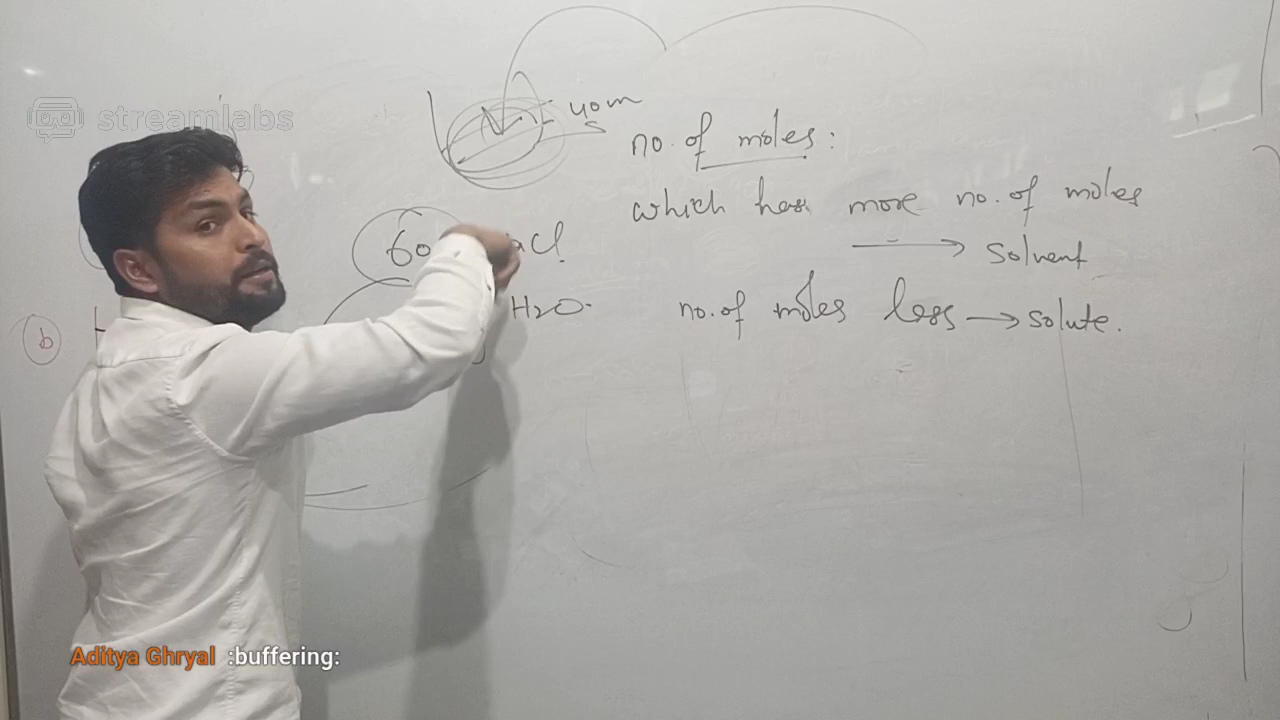 streamlabs
no. of moles:
which has more no. of moles
→ solvent
60 Cl
H2O.
no. of moles less → solute.
b
Aditya Ghryal :buffering: